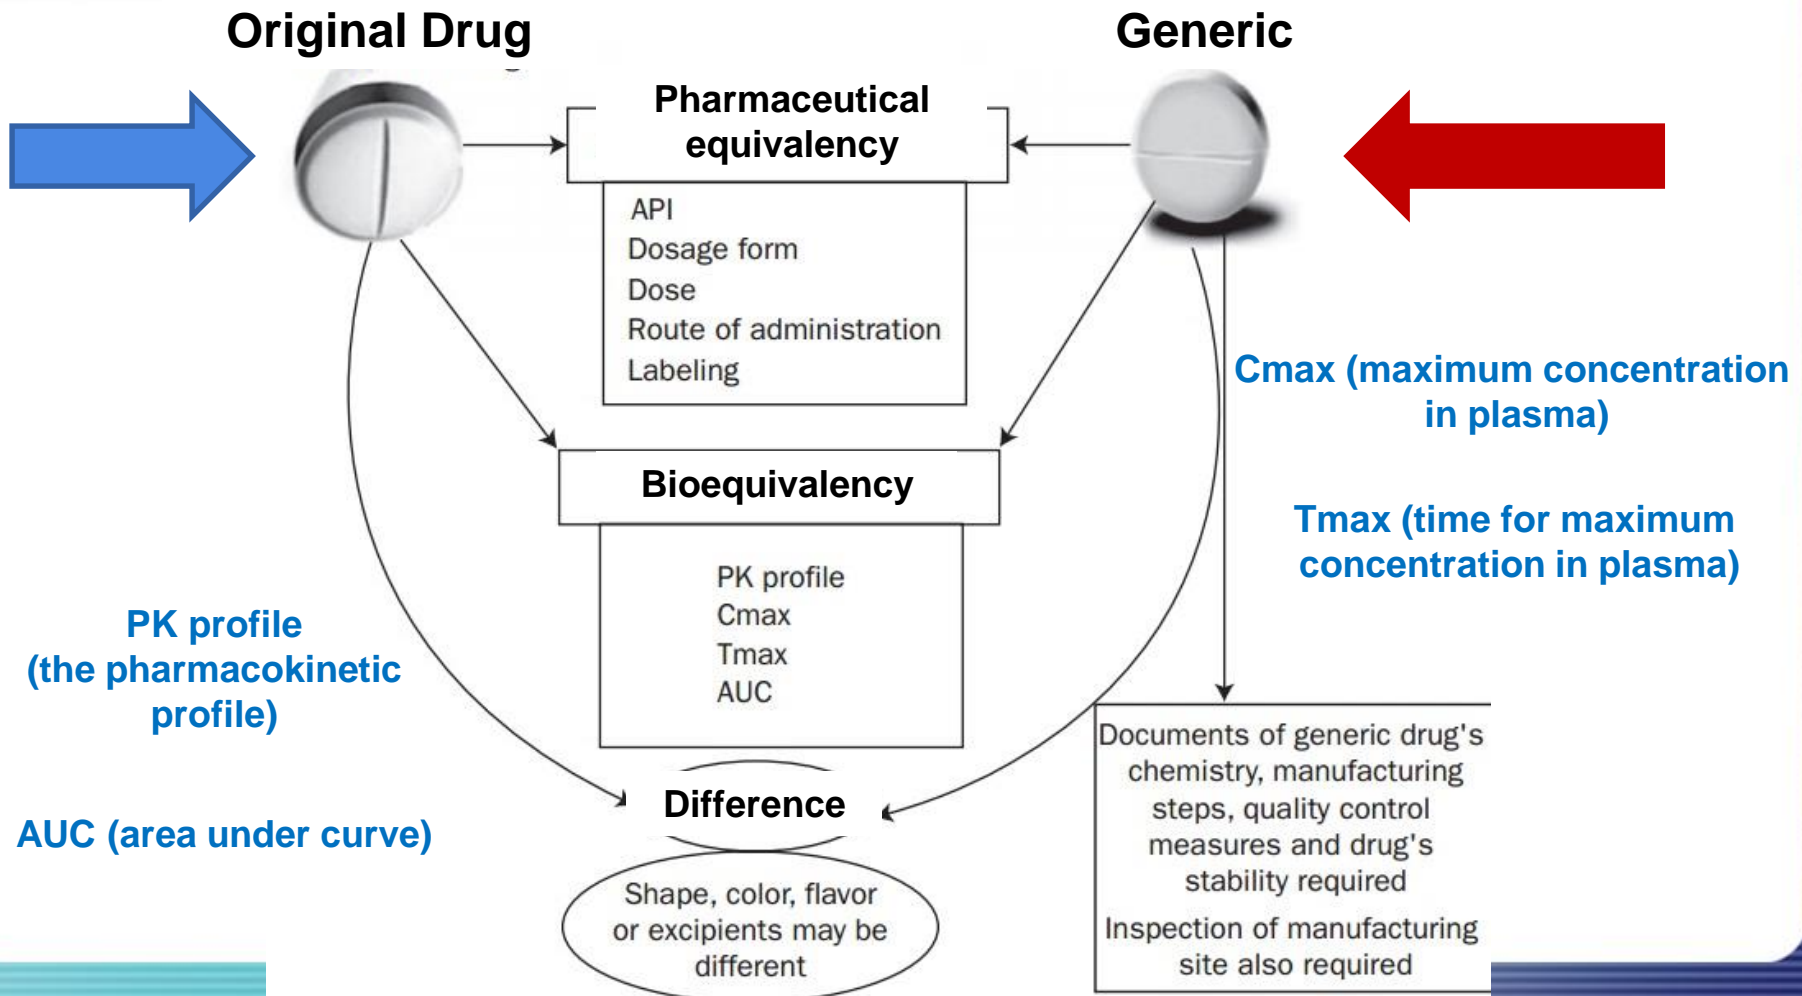 Original Drug
Generic
Pharmaceutical
equivalency
API
Dosage form
Dose
Route of administration
Labeling
Cmax (maximum concentration
in plasma)
Bioequivalency
Tmax (time for maximum
concentration in plasma)
PK profile
Cmax
Tmax
AUC
PK profile
(the pharmacokinetic
profile)
AUC (area under curve)
Difference
Shape, color, flavor
or excipients may be
different
Documents of generic drug's
chemistry, manufacturing
steps, quality control
measures and drug's
stability required
Inspection of manufacturing
site also required